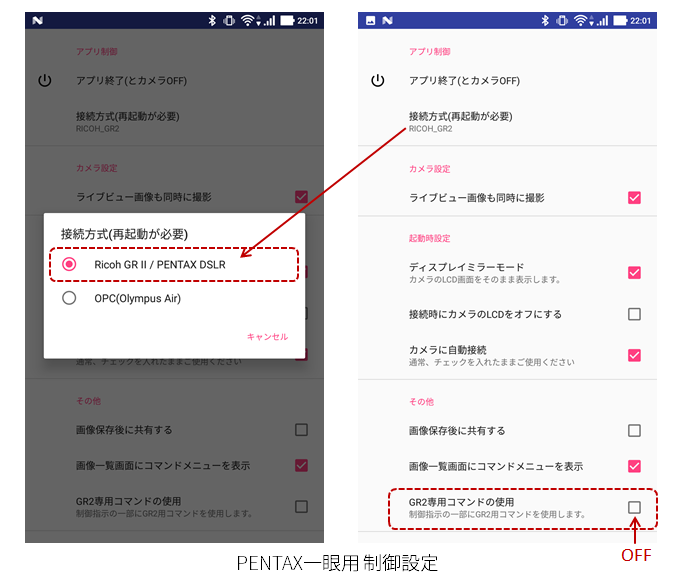 22:01
アプリ制御
アプリ終了(とカメラOFF)
接続方式(再起動が必要)
RICOH_GR2
カメラ設定
ライブビュー画像も同時に撮影
接続方式(再起動が必要)
Ricoh GR II / PENTAX DSLR
OPC(Olympus Air)
キャンセル
通常、チェックを入れたままご使用ください
その他
画像保存後に共有する
画像一覧画面にコマンドメニューを表示
GR2専用コマンドの使用
制御指示の一部にGR2用コマンドを使用します。
22:01
アプリ制御
アプリ終了(とカメラOFF)
接続方式(再起動が必要)
RICOH_GR2
カメラ設定
ライブビュー画像も同時に撮影
起動時設定
ディスプレイミラーモード
カメラのLCD画面をそのまま表示します。
接続時にカメラのLCDをオフにする
カメラに自動接続
通常、チェックを入れたままご使用ください
その他
画像保存後に共有する
画像一覧画面にコマンドメニューを表示
GR2専用コマンドの使用
制御指示の一部にGR2用コマンドを使用します。
OFF
PENTAX一眼用 制御設定